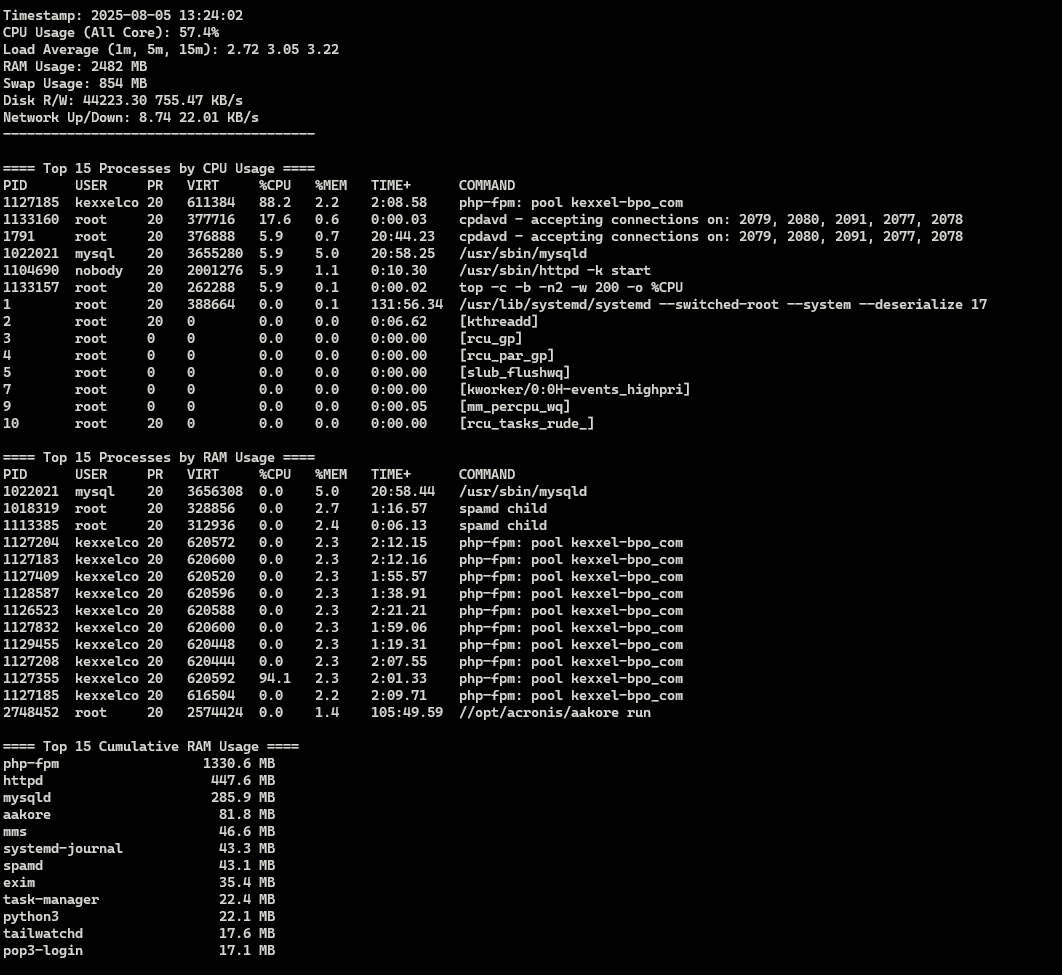 Timestamp: 2025-08-05 13:24:02
CPU Usage (All Core): 57.4%
Load Average (1m, 5m, 15m): 2.72 3.05 3.22
RAM Usage: 2482 MB
Swap Usage: 854 MB
Disk R/W: 44223.30 755.47 KB/s
Network Up/Down: 8.74 22.01 KB/s
---------------------------------------
==== Top 15 Processes by CPU Usage ====
PID      USER     PR   VIRT     %CPU   %MEM   TIME+      COMMAND
1127185  kexxelco 20   611384   88.2   2.2    2:08.58    php-fpm: pool kexxel-bpo_com
1133160  root     20   377716   17.6   0.6    0:00.03    cpdavd - accepting connections on: 2079, 2080, 2091, 2077, 2078
1791     root     20   376888   5.9    0.7    20:44.23   cpdavd - accepting connections on: 2079, 2080, 2091, 2077, 2078
1022021  mysql    20   3655280  5.9    5.0    20:58.25   /usr/sbin/mysqld
1104690  nobody   20   2001276  5.9    1.1    0:10.30    /usr/sbin/httpd -k start
1133157  root     20   262288   5.9    0.1    0:00.02    top -c -b -n2 -w 200 -o %CPU
1        root     20   388664   0.0    0.1    131:56.34  /usr/lib/systemd/systemd --switched-root --system --deserialize 17
2        root     20   0        0.0    0.0    0:06.62    [kthreadd]
3        root     0    0        0.0    0.0    0:00.00    [rcu_gp]
4        root     0    0        0.0    0.0    0:00.00    [rcu_par_gp]
5        root     0    0        0.0    0.0    0:00.00    [slub_flushwq]
7        root     0    0        0.0    0.0    0:00.00    [kworker/0:0H-events_highpri]
9        root     0    0        0.0    0.0    0:00.05    [mm_percpu_wq]
10       root     20   0        0.0    0.0    0:00.00    [rcu_tasks_rude_]
==== Top 15 Processes by RAM Usage ====
PID      USER     PR   VIRT     %CPU   %MEM   TIME+      COMMAND
1022021  mysql    20   3656308  0.0    5.0    20:58.44   /usr/sbin/mysqld
1018319  root     20   328856   0.0    2.7    1:16.57    spamd child
1113385  root     20   312936   0.0    2.4    0:06.13    spamd child
1127204  kexxelco 20   620572   0.0    2.3    2:12.15    php-fpm: pool kexxel-bpo_com
1127183  kexxelco 20   620600   0.0    2.3    2:12.16    php-fpm: pool kexxel-bpo_com
1127409  kexxelco 20   620520   0.0    2.3    1:55.57    php-fpm: pool kexxel-bpo_com
1128587  kexxelco 20   620596   0.0    2.3    1:38.91    php-fpm: pool kexxel-bpo_com
1126523  kexxelco 20   620588   0.0    2.3    2:21.21    php-fpm: pool kexxel-bpo_com
1127832  kexxelco 20   620600   0.0    2.3    1:59.06    php-fpm: pool kexxel-bpo_com
1129455  kexxelco 20   620448   0.0    2.3    1:19.31    php-fpm: pool kexxel-bpo_com
1127208  kexxelco 20   620444   0.0    2.3    2:07.55    php-fpm: pool kexxel-bpo_com
1127355  kexxelco 20   620592   94.1   2.3    2:01.33    php-fpm: pool kexxel-bpo_com
1127185  kexxelco 20   616504   0.0    2.2    2:09.71    php-fpm: pool kexxel-bpo_com
2748452  root     20   2574424  0.0    1.4    105:49.59  //opt/acronis/aakore run
==== Top 15 Cumulative RAM Usage ====
php-fpm                  1330.6 MB
httpd                     447.6 MB
mysqld                    285.9 MB
aakore                     81.8 MB
mms                        46.6 MB
systemd-journal            43.3 MB
spamd                      43.1 MB
exim                       35.4 MB
task-manager               22.4 MB
python3                    22.1 MB
tailwatchd                 17.6 MB
pop3-login                 17.1 MB